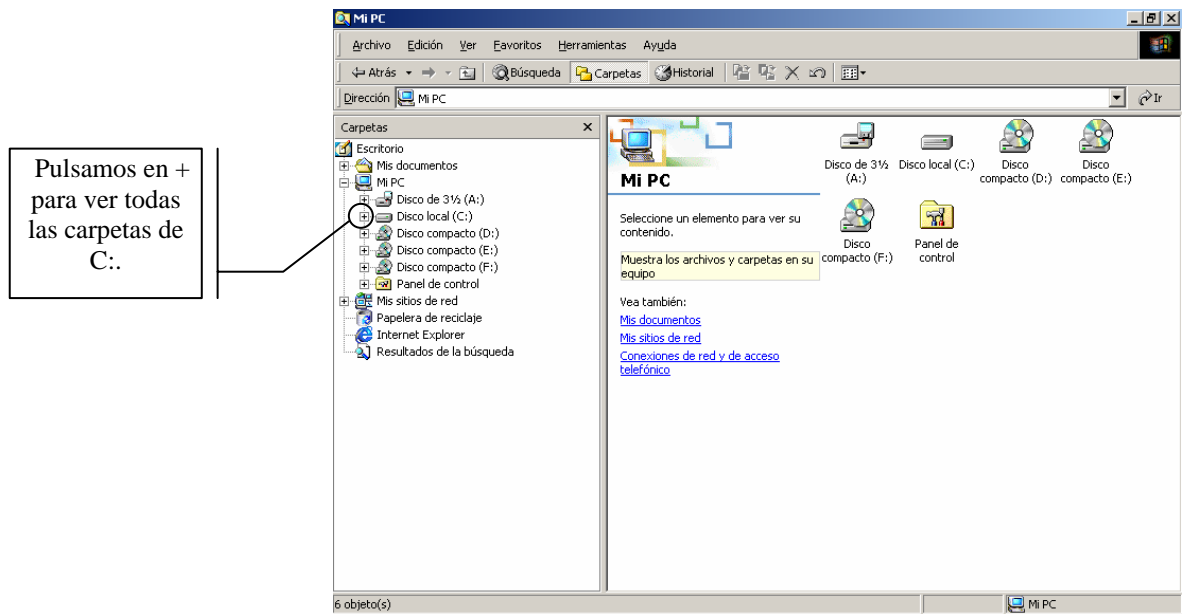 Mi PC
Archivo Edición Ver Favoritos Herramientas Ayuda
Atrás Búsqueda Carpetas Historial
Dirección Mi PC Ir
Pulsamos en +
para ver todas
las carpetas de
C:.
Carpetas
Escritorio
Mis documentos
Mi PC
Disco de 3½ (A:)
Disco local (C:)
Disco compacto (D:)
Disco compacto (E:)
Disco compacto (F:)
Panel de control
Mis sitios de red
Papelera de reciclaje
Internet Explorer
Resultados de la búsqueda
Mi PC
Seleccione un elemento para ver su
contenido.
Muestra los archivos y carpetas en su
equipo
Vea también:
Mis documentos
Mis sitios de red
Conexiones de red y de acceso
telefónico
Disco de 3½
(A:)
Disco local (C:)
Disco
compacto (D:)
Disco
compacto (E:)
Disco
compacto (F:)
Panel de
control
6 objeto(s)
Mi PC